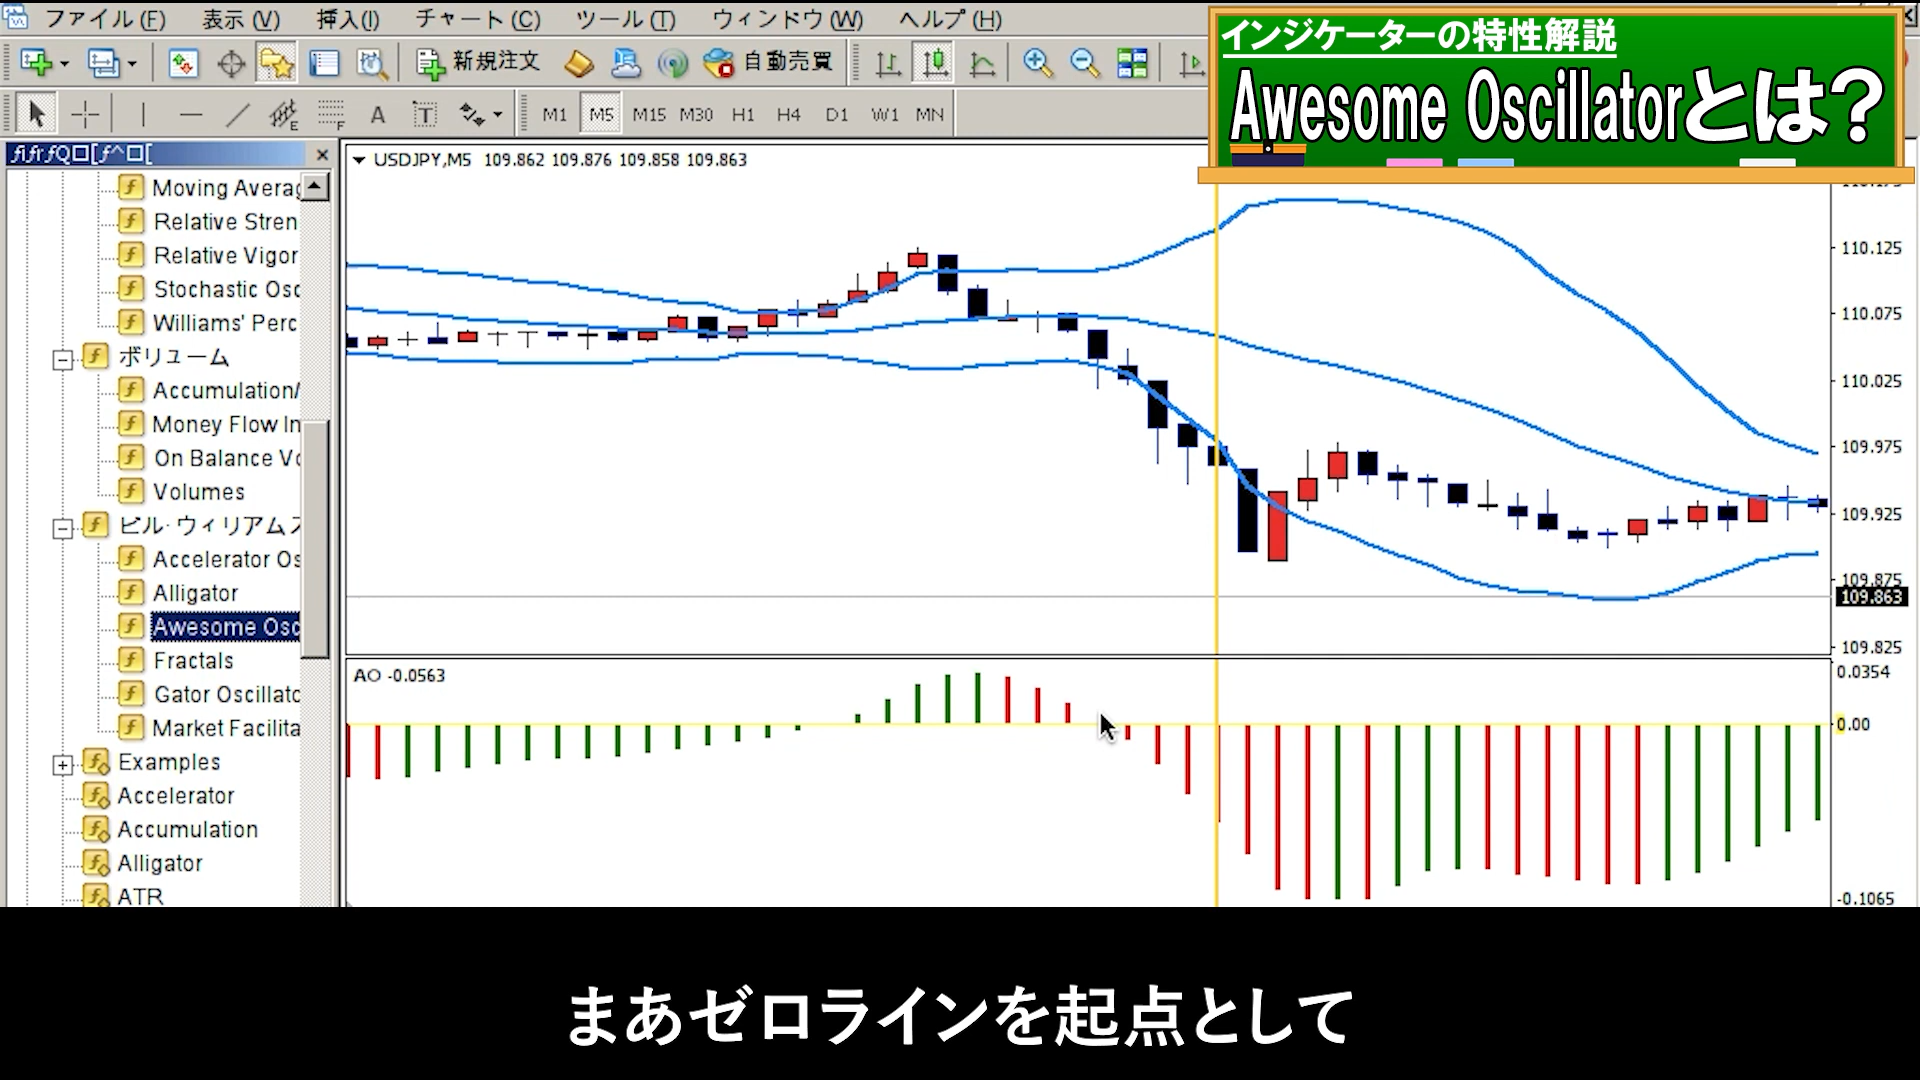 ファイル (F) 表示 (V) 挿入(I) チャート (C) ツール (T) ウィンドウ (W) ヘルプ (H)
新規注文 自動売買
A T M1 M5 M15 M30 H1 H4 D1 W1 MN
インジケーターの特性解説
Awesome Oscillatorとは?
Moving Averag
Relative Stren
Relative Vigor
Stochastic Osc
Williams' Perc
ボリューム
Accumulation/
Money Flow In
On Balance Vo
Volumes
ビル・ウィリアムス
Accelerator Os
Alligator
Awesome Osc
Fractals
Gator Oscillato
Market Facilita
Examples
Accelerator
Accumulation
Alligator
ATR
USDJPY,M5 109.862 109.876 109.858 109.863
110.125
110.075
110.025
109.975
109.925
109.875
109.863
109.825
AO -0.0563
0.0354
0.00
-0.1065
まあゼロラインを起点として